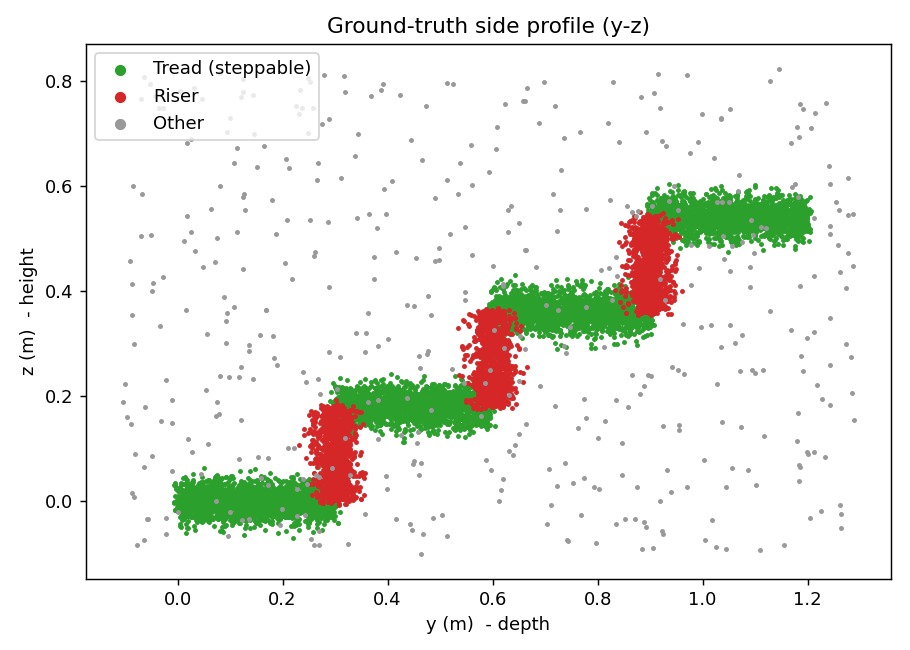 Ground-truth side profile (y-z)
Tread (steppable)
Riser
Other
z (m)  - height
0.8
0.6
0.4
0.2
0.0
0.0 0.2 0.4 0.6 0.8 1.0 1.2
y (m)  - depth